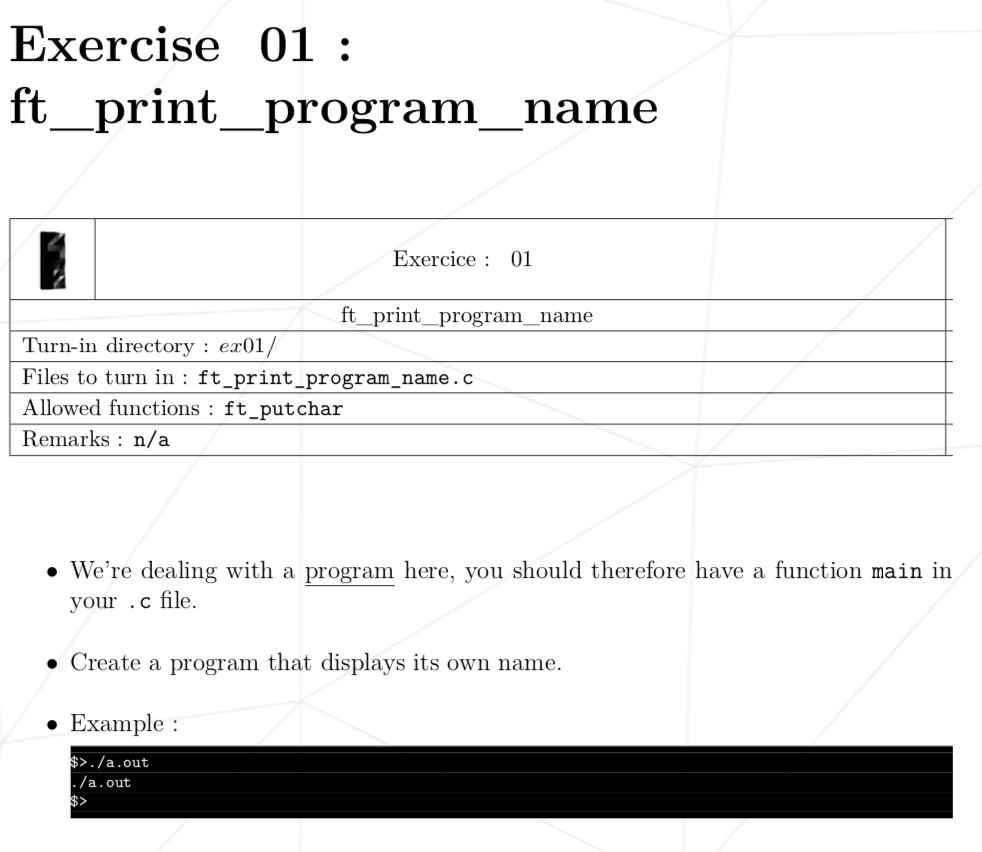 Exercise 01 :
ft_print_program_name
Exercice : 01
ft_print_program_name
Turn-in directory : ex01/
Files to turn in : ft_print_program_name.c
Allowed functions : ft_putchar
Remarks : n/a
• We're dealing with a program here, you should therefore have a function main in
your .c file.
• Create a program that displays its own name.
• Example :
$>./a.out
./a.out
$>